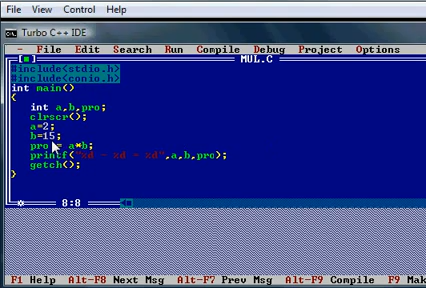 File View Control Help
Turbo C++ IDE
File Edit Search Run Compile Debug Project Options
MUL.C
#include<stdio.h>
#include<conio.h>
int main()
{
int a,b,pro;
clrscr();
a=2;
b=15;
pro = a*b;
printf("%d - %d - %d",a,b,pro);
getch();
}
8:8
F1 Help Alt-F8 Next Msg Alt-F7 Prev Msg Alt-F9 Compile F9 Mak